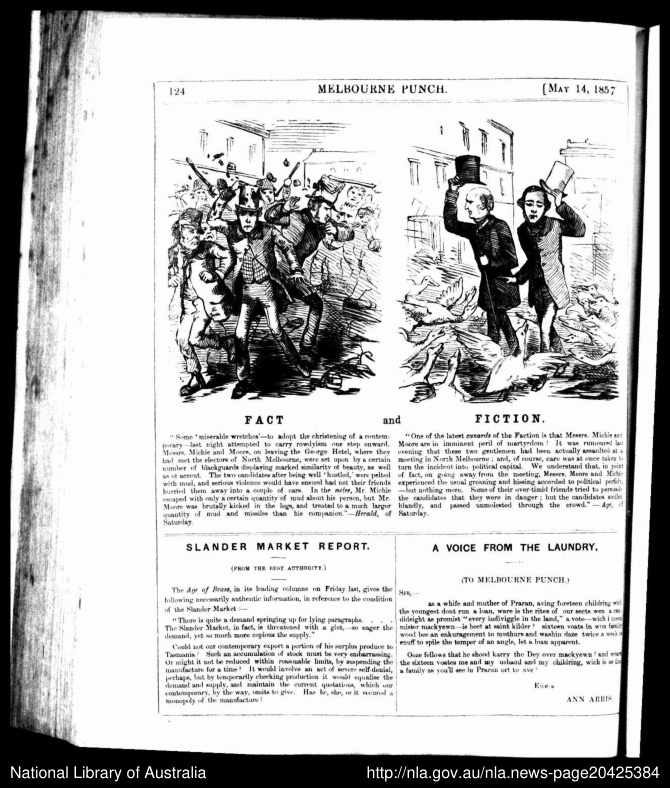 124
MELBOURNE PUNCH.
[MAY 14, 1857
FACT and FICTION.
"Some 'miserable wretches'—to adopt the christening of a contem-
porary—last night attempted to carry rowdyism one step onward.
Messrs. Michie and Moore, on leaving the George Hotel, where they
had met the electors of North Melbourne, were set upon by a certain
number of blackguards displaying marked similarity of beauty, as well
as of accent. The two candidates after being well 'hustled,' were pelted
with mud, and serious violence would have ensued had not their friends
hurried them away into a couple of cars. In the melee, Mr. Michie
escaped with only a certain quantity of mud about his person, but Mr.
Moore was brutally kicked in the legs, and treated to a much larger
quantity of mud and missiles than his companion."—Herald, of
Saturday.
"One of the latest canards of the Faction is that Messrs. Michie and
Moore are in imminent peril of martyrdom! It was rumoured last
evening that these two gentlemen had been actually assaulted at a
meeting in North Melbourne; and, of course, care was at once taken to
turn the incident into political capital. We understand that, in point
of fact, on going away from the meeting, Messrs. Moore and Michie
experienced the usual groaning and hissing accorded to political perfidy,
—but nothing more. Some of their over-timid friends tried to persuade
the candidates that they were in danger; but the candidates smiled
blandly, and passed unmolested through the crowd."—Age, of
Saturday.
SLANDER MARKET REPORT.
(FROM THE BEST AUTHORITY.)
The Age of Brass, in its leading columns on Friday last, gives the
following necessarily authentic information, in reference to the condition
of the Slander Market:—
"There is quite a demand springing up for lying paragraphs. . . .
The Slander Market, in fact, is threatened with a glut,—so eager the
demand, yet so much more copious the supply."
Could not our contemporary export a portion of his surplus produce to
Tasmania? Such an accumulation of stock must be very embarrassing.
Or might it not be reduced within reasonable limits, by suspending the
manufacture for a time? It would involve an act of severe self-denial,
perhaps, but by temporarily checking production it would equalise the
demand and supply, and maintain the current quotations, which our
contemporary, by the way, omits to give. Has he, she, or it secured a
monopoly of the manufacture?
A VOICE FROM THE LAUNDRY.
(TO MELBOURNE PUNCH.)
SIR,—
as a whife and muther of Praran, aving foreteen childring
the youngest dont run a loan, ware is the rites of our sects wen a
dideight as promist "every indiviggle in the land," a vote—wich i
mister mackyewn—is beet at saint kilder! sixteen voats in won
wood bee an enkuragement to muthurs and washin daze twice a
enuff to spile the temper of an angle, let a loan apparent.
Ooze fellows that he shood karry the Dey over mackyewn!
the sixteen voates me and my usband and my childring, wich is
a family as you'll see in Praran ort to ave!
ANN ARRIS.
National Library of Australia
http://nla.gov.au/nla.news-page20425384